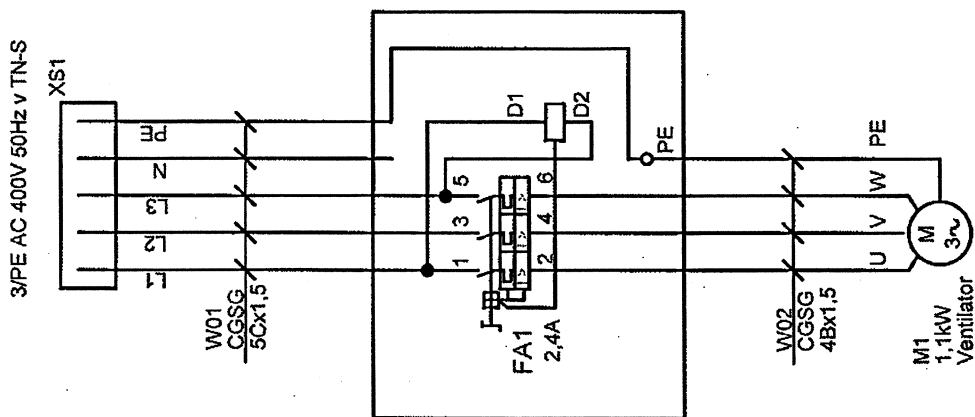 3/PE AC 400V 50Hz v TN-S
XS1
L1
L2
L3
N
PE
W01
CGSG
5Cx1,5
1
3
5
D1
D2
FA1
2,4A
2
4
6
PE
W02
CGSG
4Bx1,5
U
V
W
PE
M1
1,1kW
Ventilator
M
3~